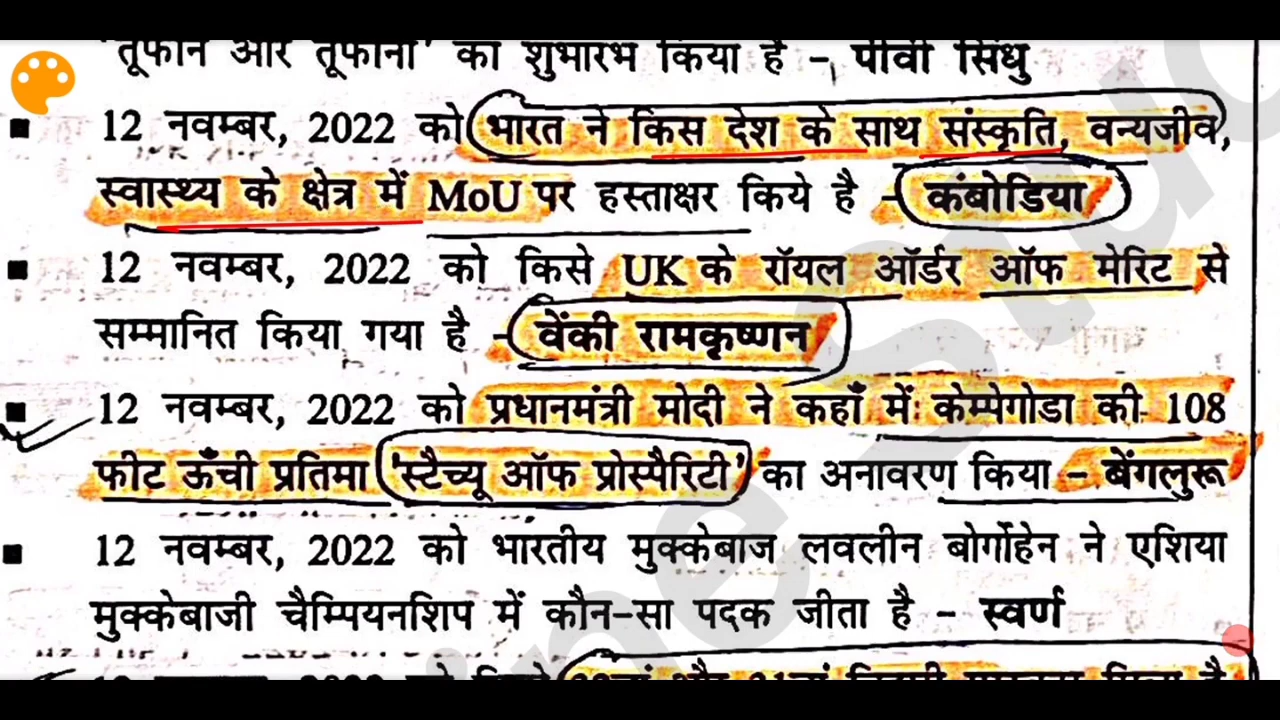 'तूफान और तूफानी' का शुभारंभ किया है – पीवी सिंधु
■ 12 नवम्बर, 2022 को भारत ने किस देश के साथ संस्कृति, वन्यजीव,
स्वास्थ्य के क्षेत्र में MoU पर हस्ताक्षर किये है – कंबोडिया
■ 12 नवम्बर, 2022 को किसे UK के रॉयल ऑर्डर ऑफ मेरिट से
सम्मानित किया गया है – वेंकी रामकृष्णन
■ 12 नवम्बर, 2022 को प्रधानमंत्री मोदी ने कहाँ में केम्पेगोडा की 108
फीट ऊँची प्रतिमा 'स्टैच्यू ऑफ प्रोस्पैरिटी' का अनावरण किया – बेंगलुरू
■ 12 नवम्बर, 2022 को भारतीय मुक्केबाज लवलीन बोर्गोहेन ने एशिया
मुक्केबाजी चैम्पियनशिप में कौन-सा पदक जीता है – स्वर्ण